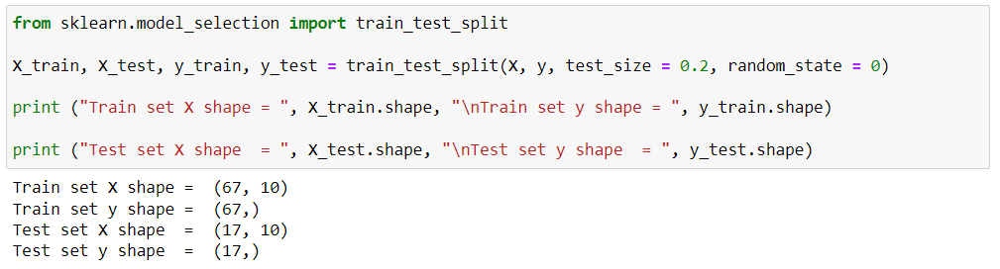 from sklearn.model_selection import train_test_split
X_train, X_test, y_train, y_test = train_test_split(X, y, test_size = 0.2, random_state = 0)
print ("Train set X shape = ", X_train.shape, "\nTrain set y shape = ", y_train.shape)
print ("Test set X shape  = ", X_test.shape, "\nTest set y shape  = ", y_test.shape)
Train set X shape =  (67, 10)
Train set y shape =  (67,)
Test set X shape  =  (17, 10)
Test set y shape  =  (17,)